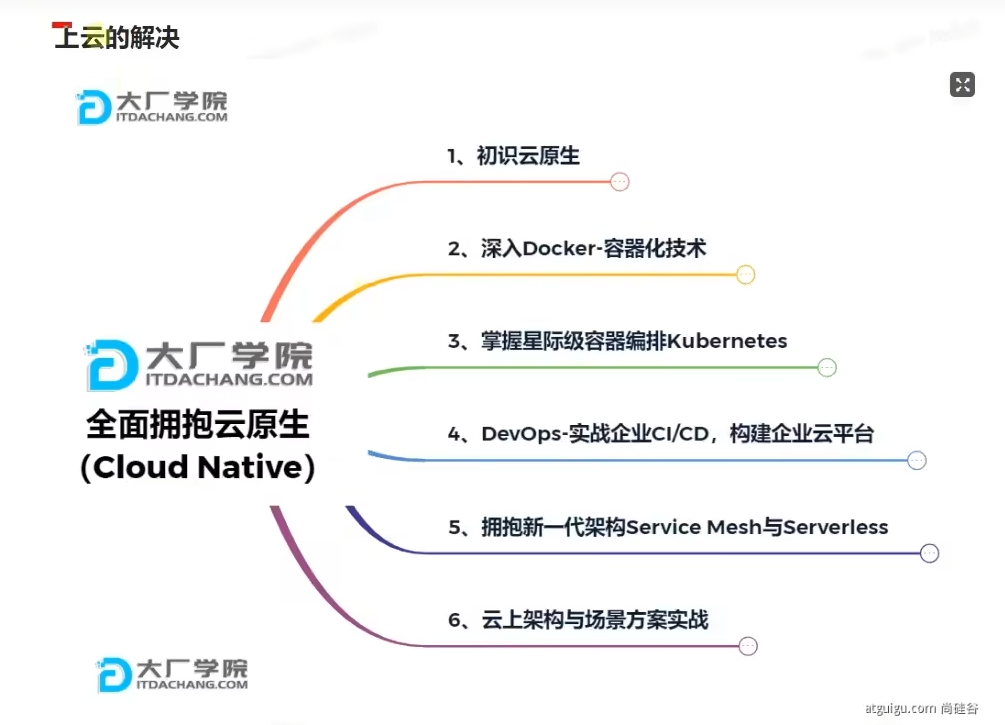 上云的解决
大厂学院
ITDACHANG.COM
1、初识云原生
2、深入Docker-容器化技术
3、掌握星际级容器编排Kubernetes
大厂学院
ITDACHANG.COM
全面拥抱云原生
（Cloud Native）
4、DevOps-实战企业CI/CD，构建企业云平台
5、拥抱新一代架构Service Mesh与Serverless
6、云上架构与场景方案实战
大厂学院
ITDACHANG.COM
atguigu.com 尚硅谷